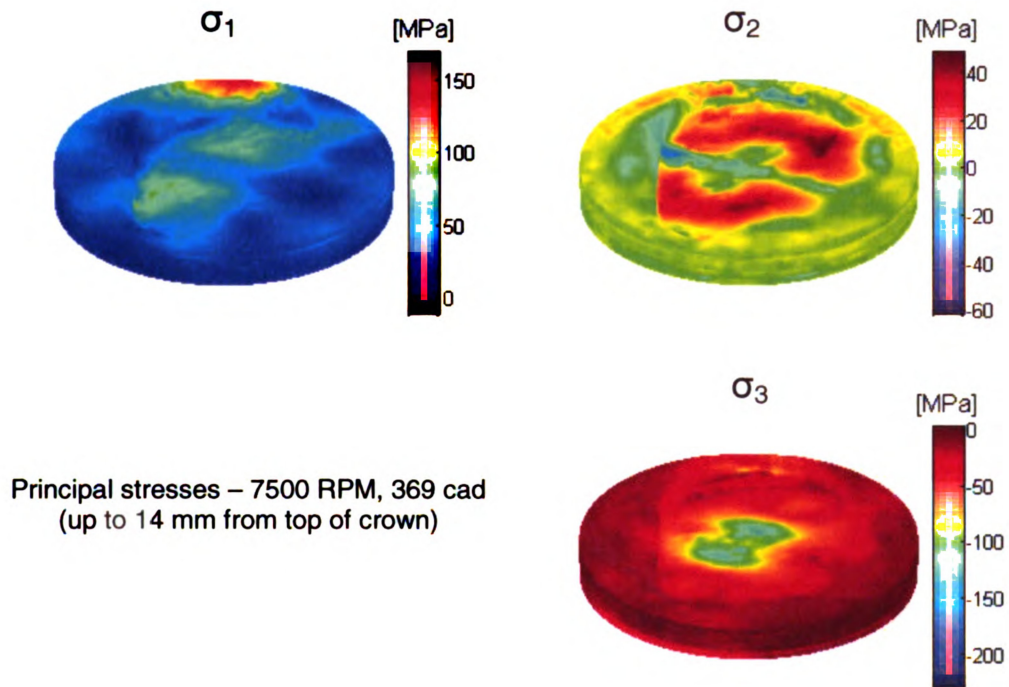 σ1
[MPa]
150
100
50
0
σ2
[MPa]
40
20
0
-20
-40
-60
σ3
[MPa]
0
-50
-100
-150
-200
Principal stresses – 7500 RPM, 369 cad
(up to 14 mm from top of crown)